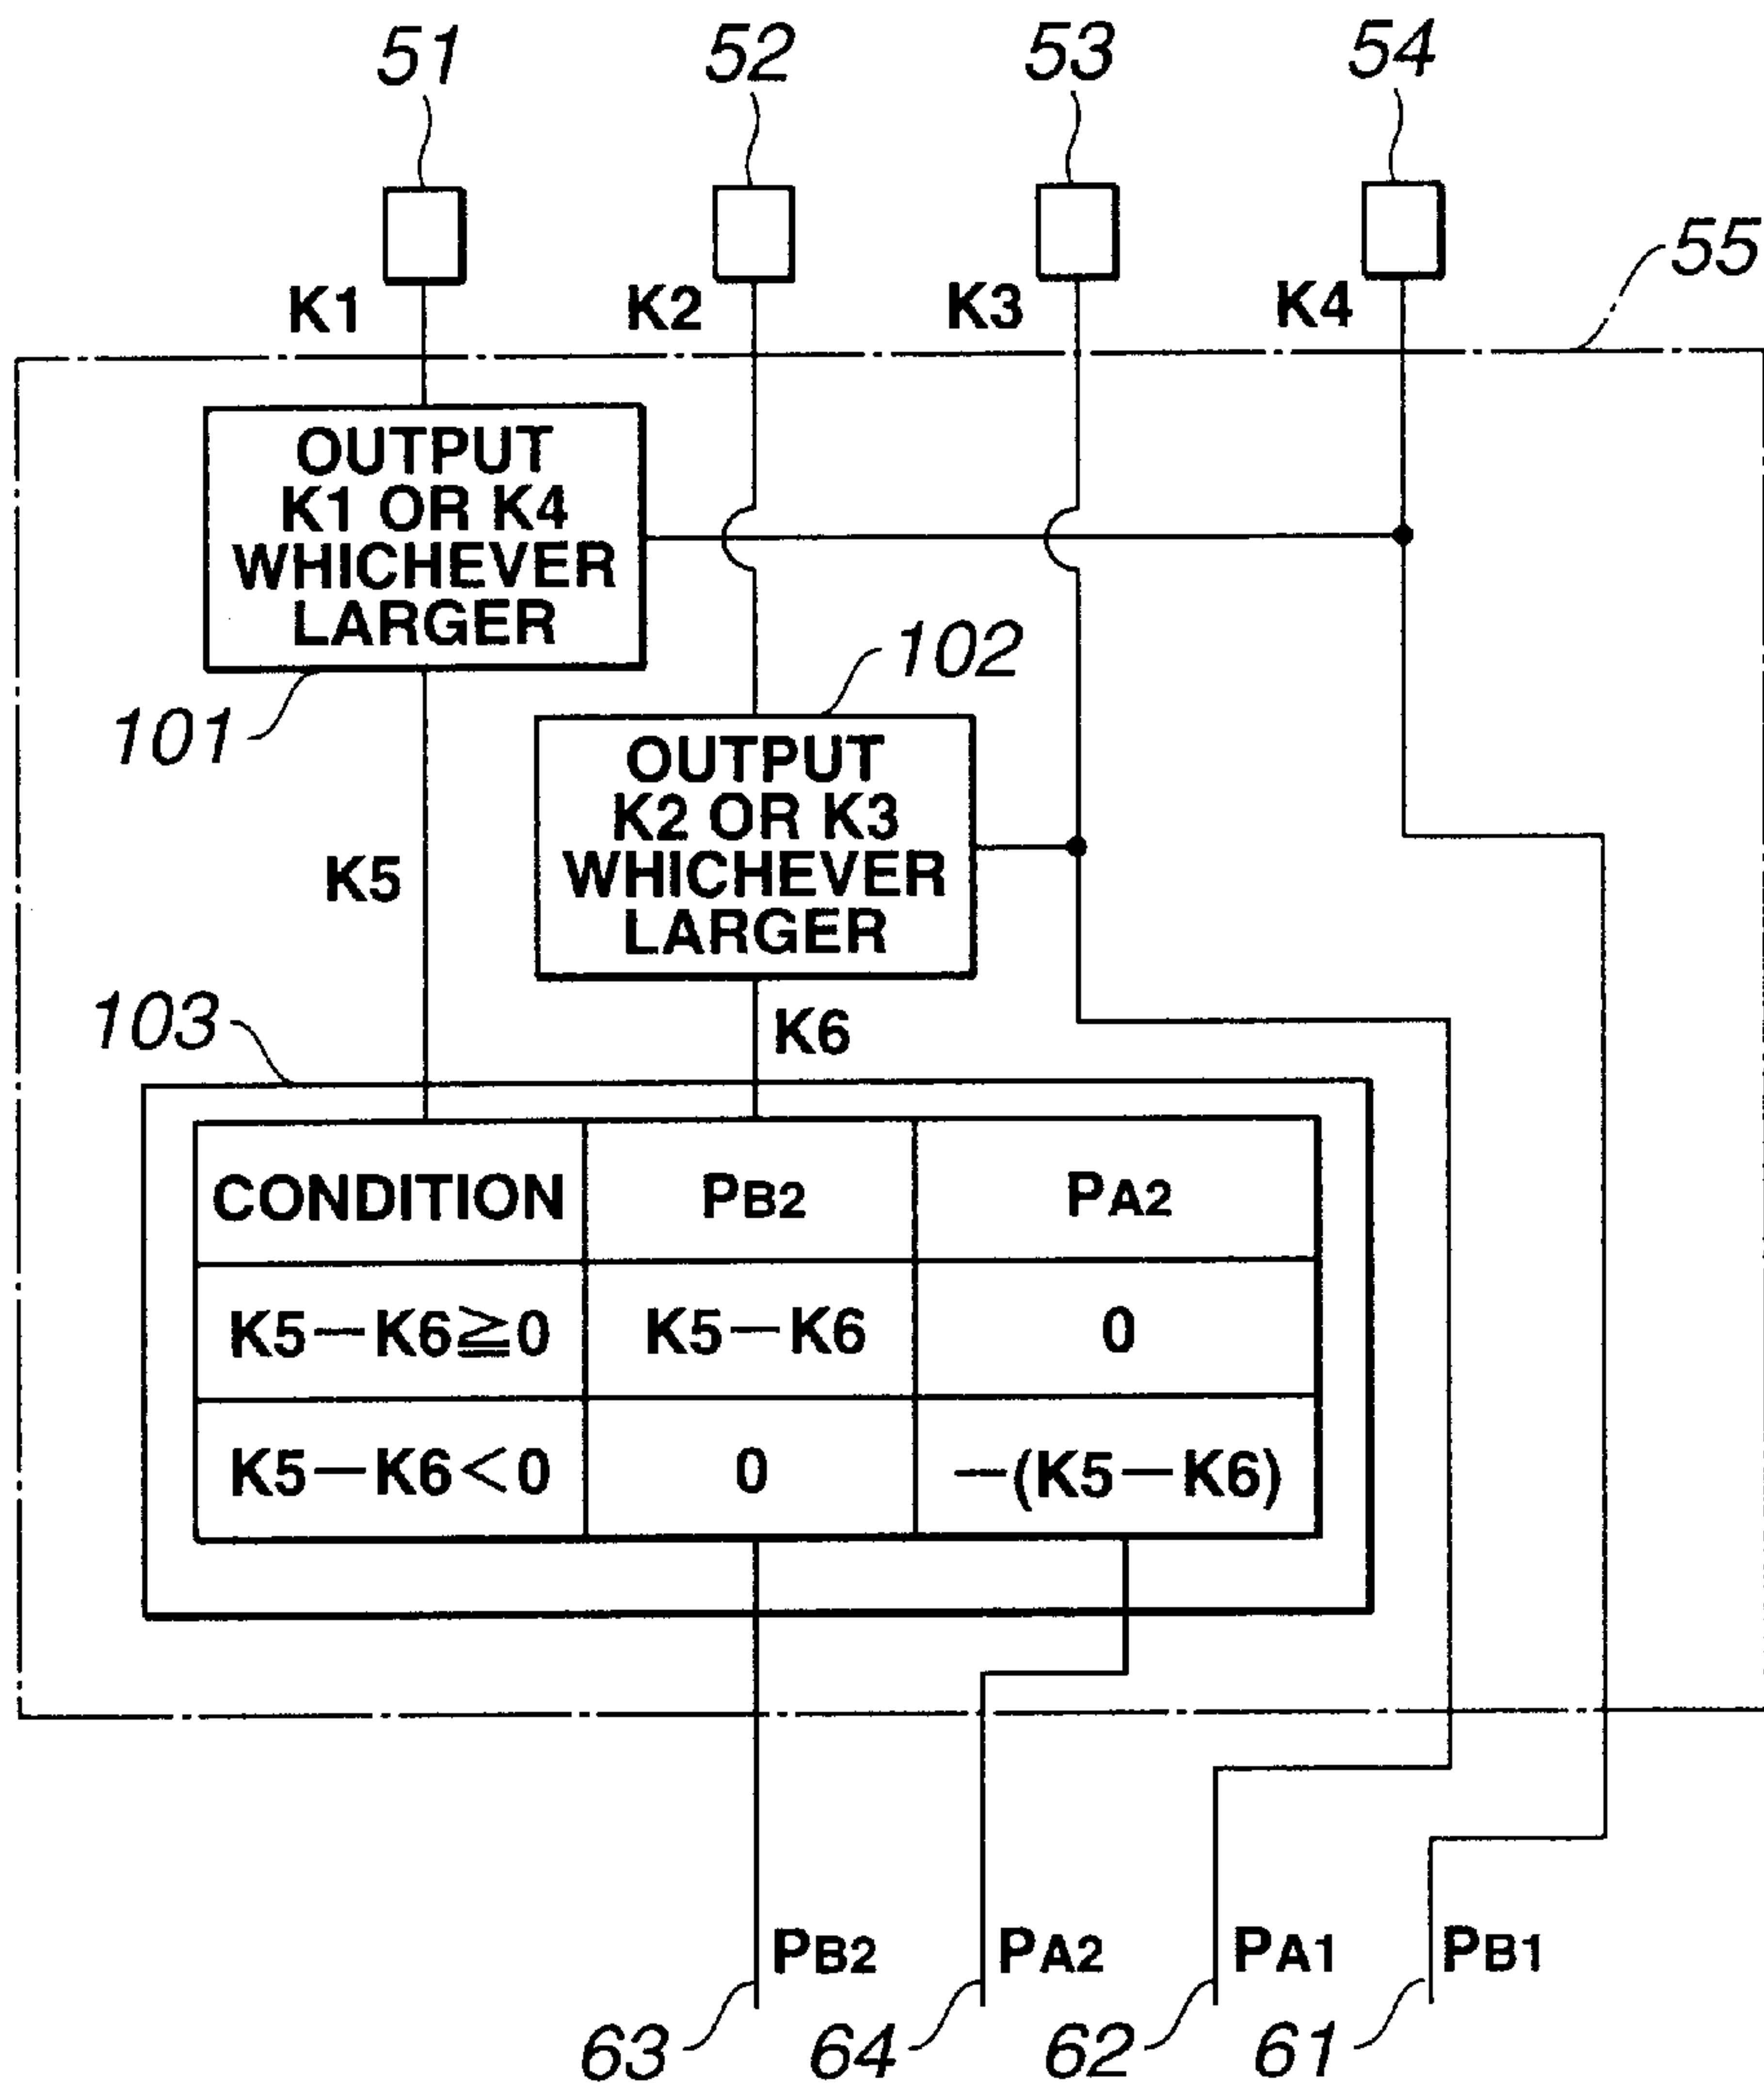 51 52 53 54
55
K1 K2 K3 K4
OUTPUT
K1 OR K4
WHICHEVER
LARGER
101
102
OUTPUT
K2 OR K3
WHICHEVER
LARGER
K5
103
K6
CONDITION PB2 PA2
K5−K6≧0 K5−K6 0
K5−K6<0 0 −(K5−K6)
PB2 PA2 PA1 PB1
63 64 62 61